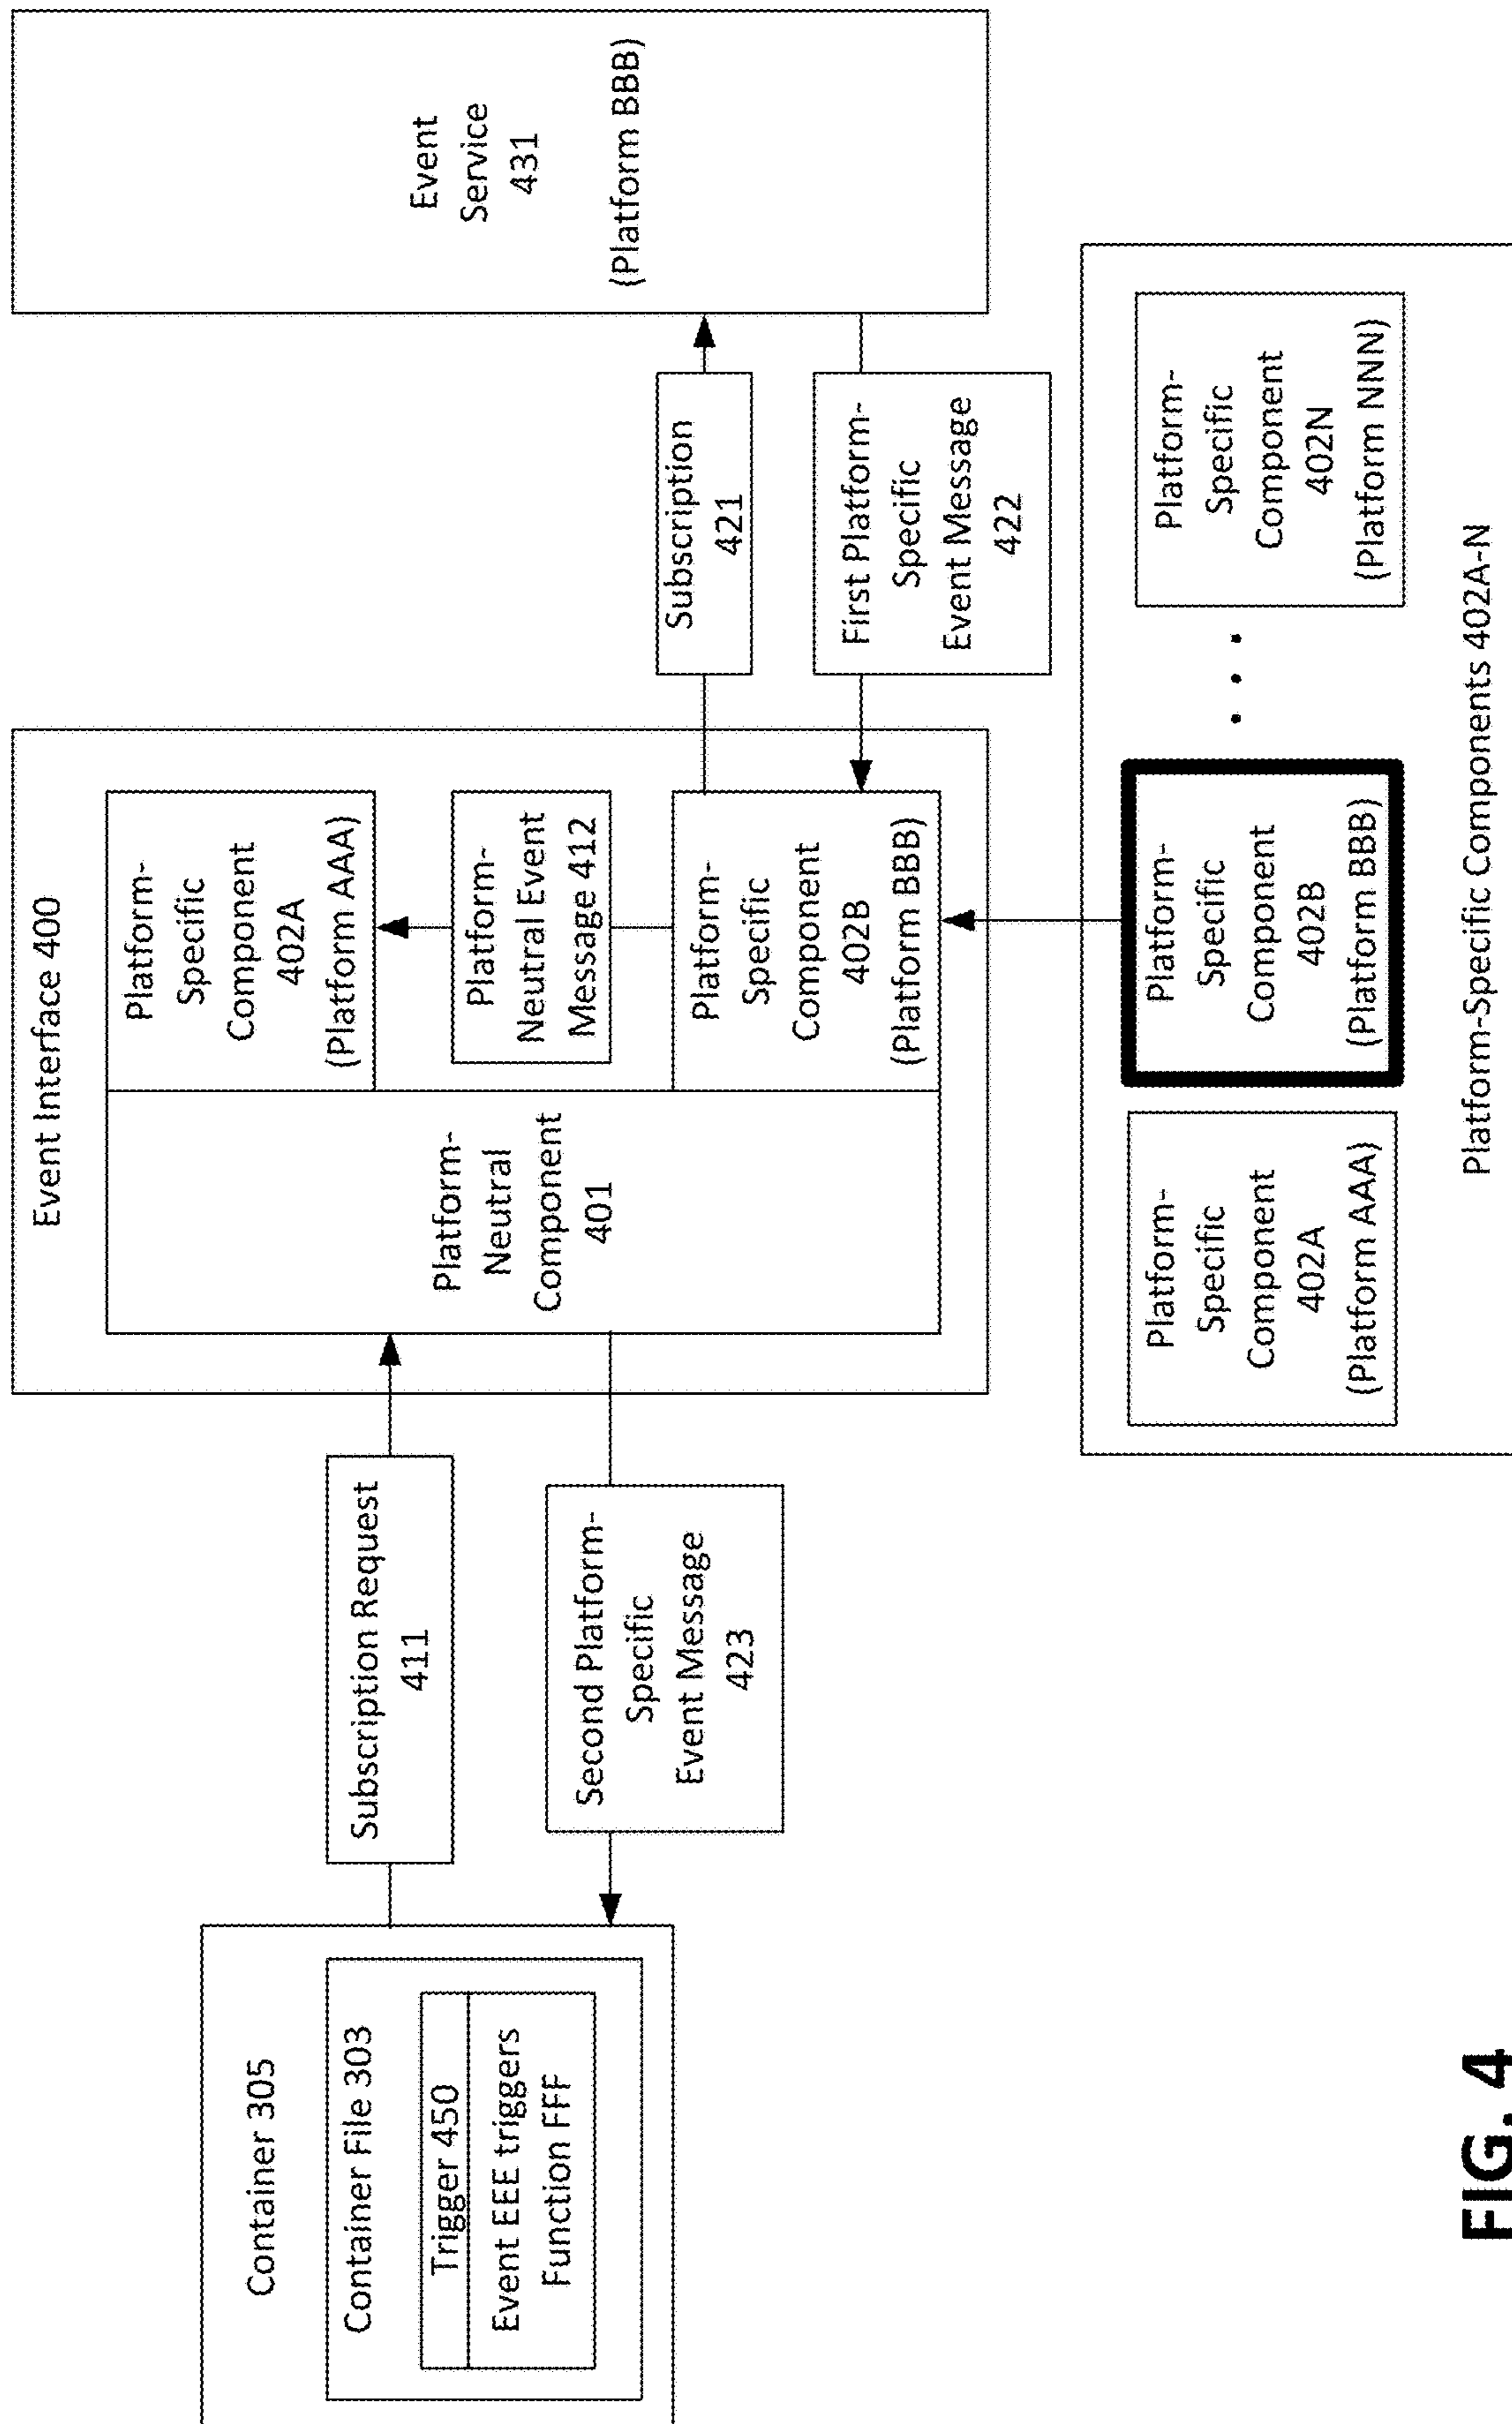 Container 305
Container File 303
Trigger 450
Event EEE triggers
Function FFF
Subscription Request
411
Second Platform-
Specific
Event Message
423
Event Interface 400
Platform-
Neutral
Component
401
Platform-
Specific
Component
402A
(Platform AAA)
Platform-
Neutral Event
Message 412
Platform-
Specific
Component
402B
(Platform BBB)
Subscription
421
First Platform-
Specific
Event Message
422
Event
Service
431
(Platform BBB)
Platform-
Specific
Component
402A
(Platform AAA)
Platform-
Specific
Component
402B
(Platform BBB)
• • •
Platform-
Specific
Component
402N
(Platform NNN)
Platform-Specific Components 402A-N
FIG. 4